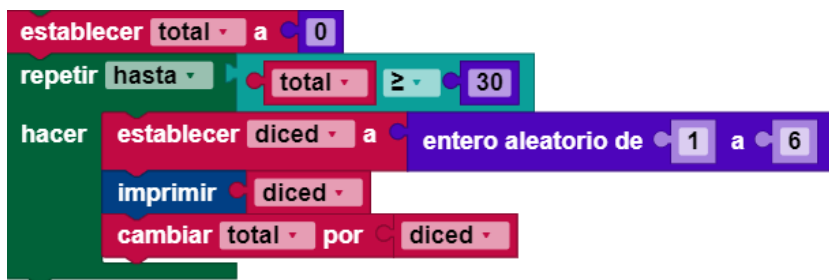 establecer total a 0
repetir hasta total ≥ 30
hacer establecer diced a entero aleatorio de 1 a 6
imprimir diced
cambiar total por diced